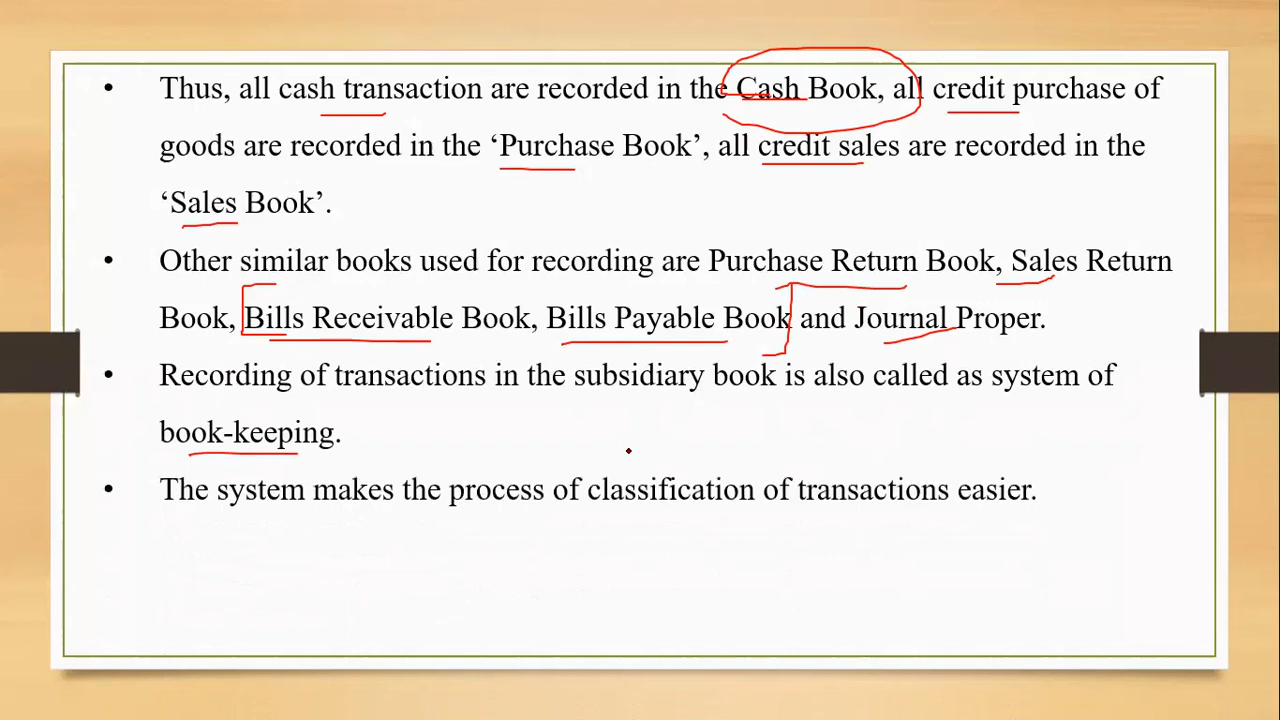 • Thus, all cash transaction are recorded in the Cash Book, all credit purchase of
goods are recorded in the ‘Purchase Book’, all credit sales are recorded in the
‘Sales Book’.
• Other similar books used for recording are Purchase Return Book, Sales Return
Book, Bills Receivable Book, Bills Payable Book and Journal Proper.
• Recording of transactions in the subsidiary book is also called as system of
book-keeping.
• The system makes the process of classification of transactions easier.